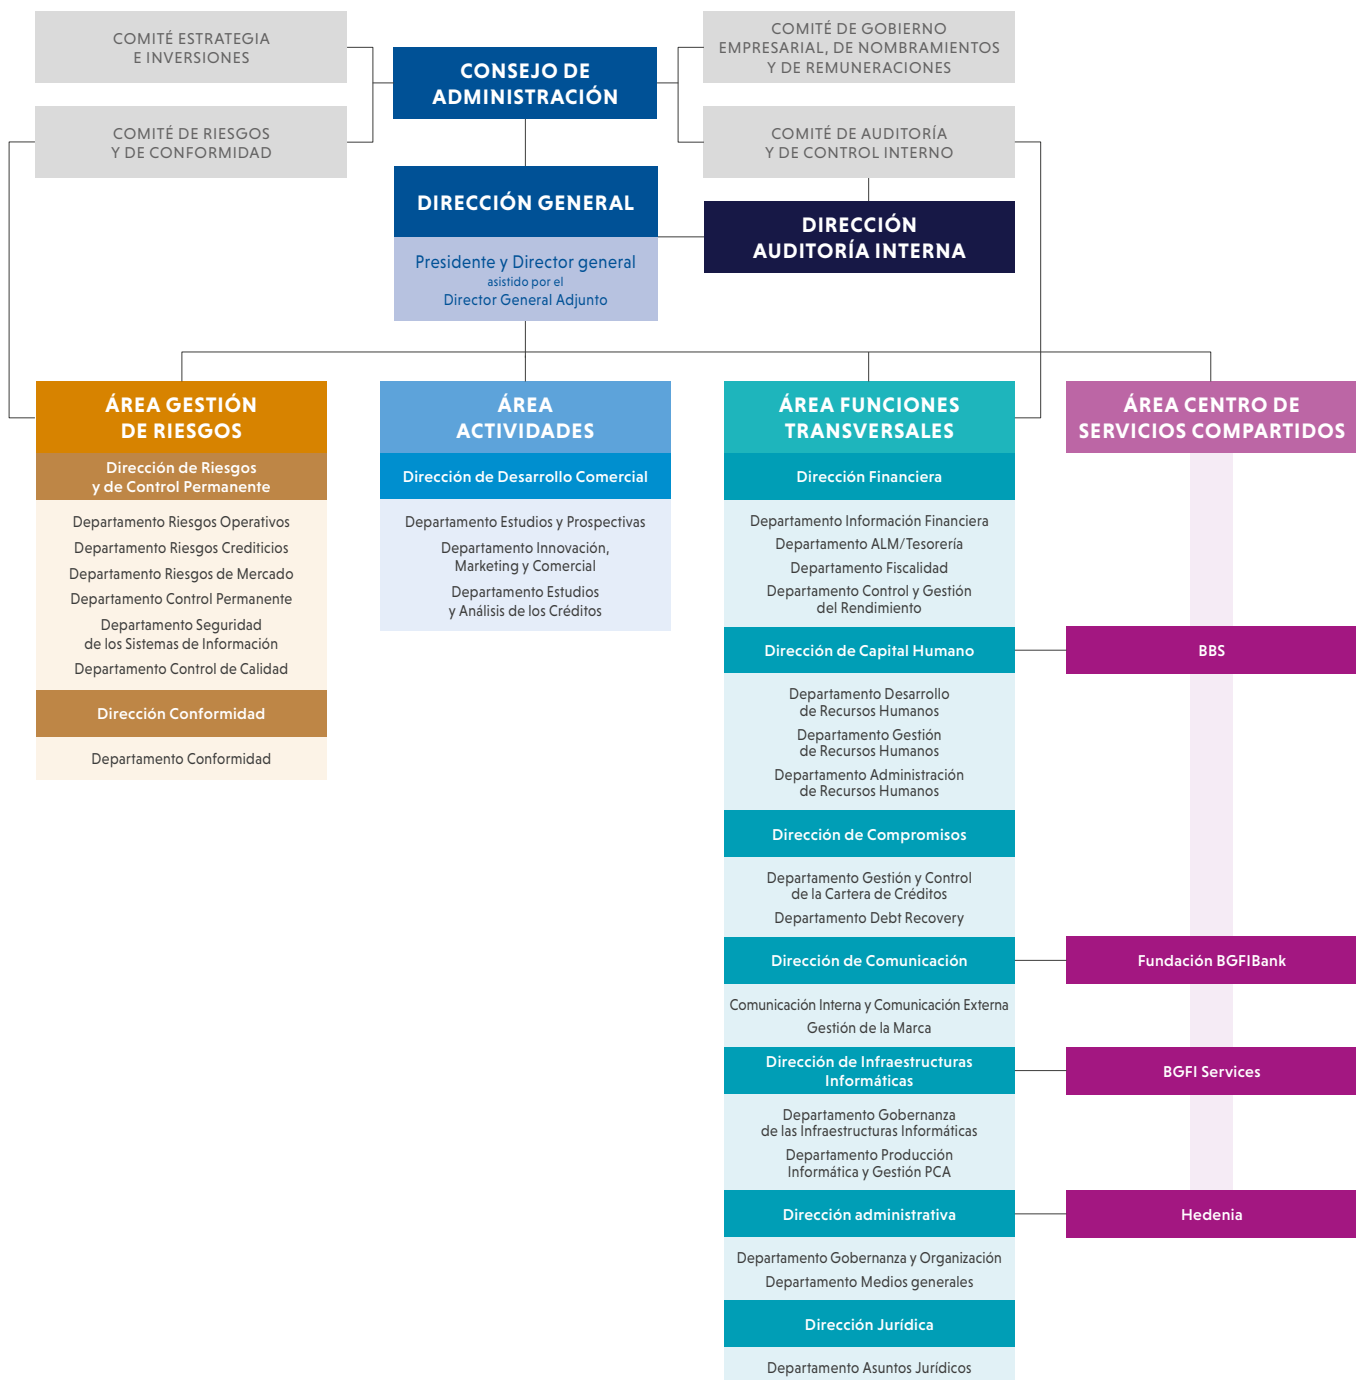 COMITÉ ESTRATEGIA
E INVERSIONES
COMITÉ DE RIESGOS
Y DE CONFORMIDAD
CONSEJO DE
ADMINISTRACIÓN
COMITÉ DE GOBIERNO
EMPRESARIAL, DE NOMBRAMIENTOS
Y DE REMUNERACIONES
COMITÉ DE AUDITORÍA
Y DE CONTROL INTERNO
DIRECCIÓN GENERAL
Presidente y Director general
asistido por el
Director General Adjunto
DIRECCIÓN
AUDITORÍA INTERNA
ÁREA GESTIÓN
DE RIESGOS
Dirección de Riesgos
y de Control Permanente
Departamento Riesgos Operativos
Departamento Riesgos Crediticios
Departamento Riesgos de Mercado
Departamento Control Permanente
Departamento Seguridad
de los Sistemas de Información
Departamento Control de Calidad
Dirección Conformidad
Departamento Conformidad
ÁREA
ACTIVIDADES
Dirección de Desarrollo Comercial
Departamento Estudios y Prospectivas
Departamento Innovación,
Marketing y Comercial
Departamento Estudios
y Análisis de los Créditos
ÁREA FUNCIONES
TRANSVERSALES
Dirección Financiera
Departamento Información Financiera
Departamento ALM/Tesorería
Departamento Fiscalidad
Departamento Control y Gestión
del Rendimiento
Dirección de Capital Humano
Departamento Desarrollo
de Recursos Humanos
Departamento Gestión
de Recursos Humanos
Departamento Administración
de Recursos Humanos
Dirección de Compromisos
Departamento Gestión y Control
de la Cartera de Créditos
Departamento Debt Recovery
Dirección de Comunicación
Comunicación Interna y Comunicación Externa
Gestión de la Marca
Dirección de Infraestructuras
Informáticas
Departamento Gobernanza
de las Infraestructuras Informáticas
Departamento Producción
Informática y Gestión PCA
Dirección administrativa
Departamento Gobernanza y Organización
Departamento Medios generales
Dirección Jurídica
Departamento Asuntos Jurídicos
ÁREA CENTRO DE
SERVICIOS COMPARTIDOS
BBS
Fundación BGFIBank
BGFI Services
Hedenia